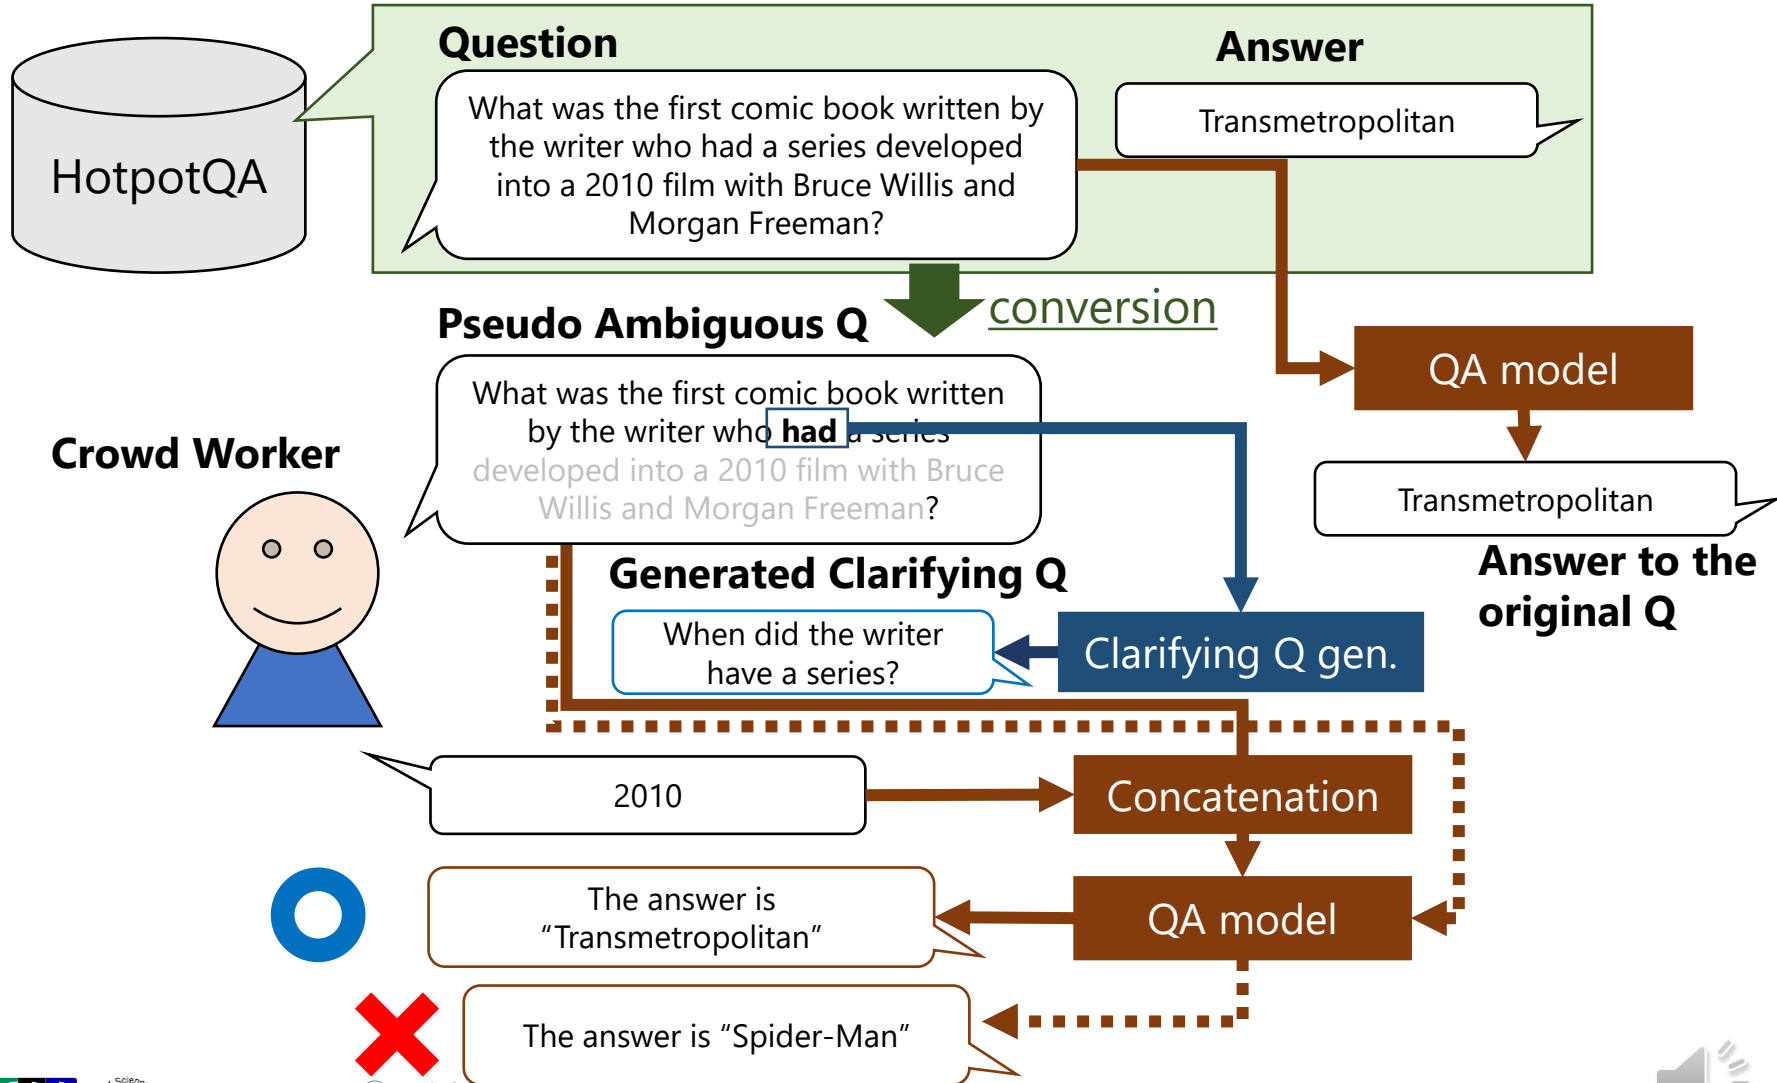 Question
Answer
What was the first comic book written by
the writer who had a series developed
into a 2010 film with Bruce Willis and
Morgan Freeman?
Transmetropolitan
HotpotQA
conversion
Pseudo Ambiguous Q
QA model
What was the first comic book written
by the writer who had a series
developed into a 2010 film with Bruce
Willis and Morgan Freeman?
Crowd Worker
Transmetropolitan
Answer to the
original Q
Generated Clarifying Q
When did the writer
have a series?
Clarifying Q gen.
2010
Concatenation
The answer is
“Transmetropolitan”
QA model
The answer is “Spider-Man”